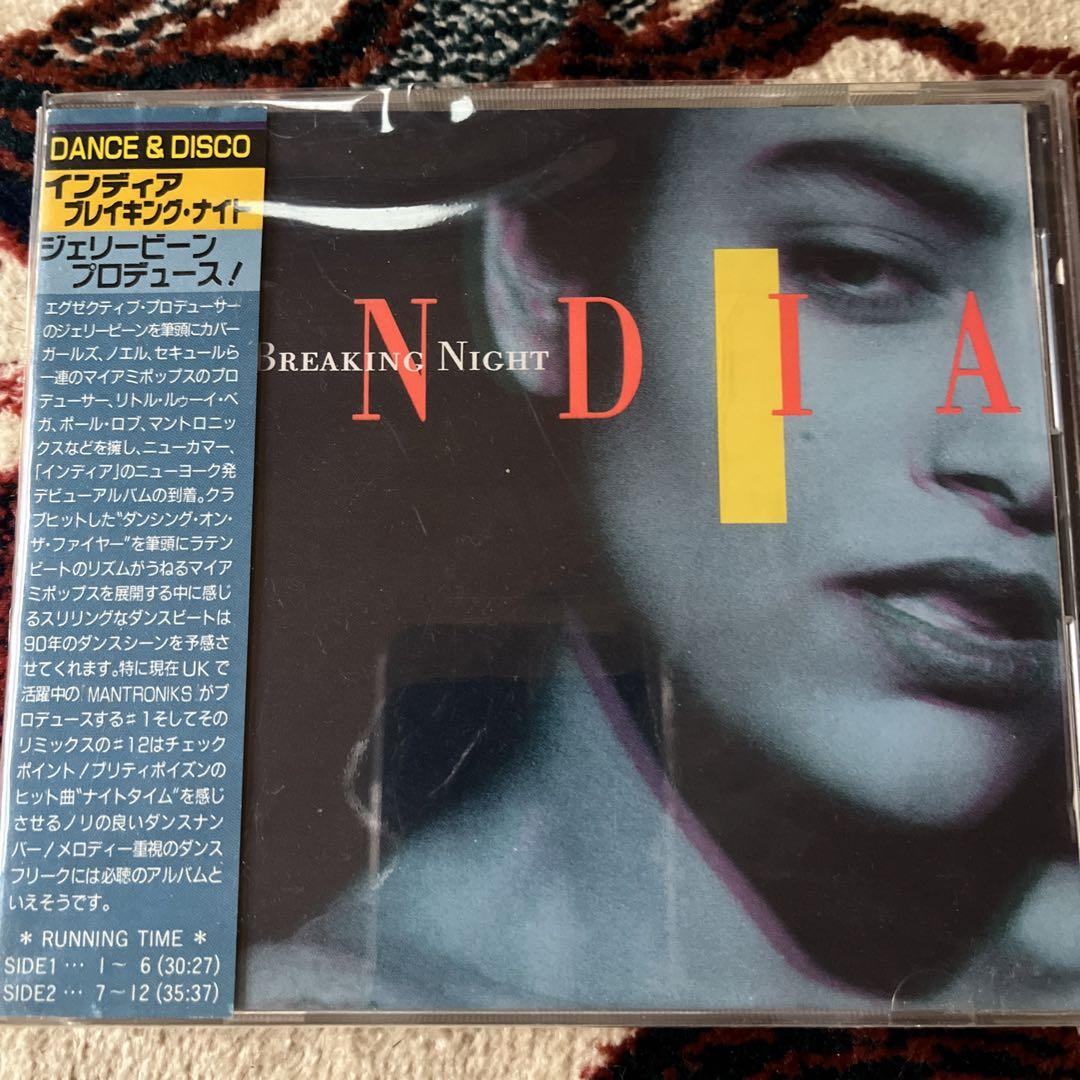 DANCE & DISCO
インディア
ブレイキング・ナイト
ジェリービーン
プロデュース!
エグゼクティブ・プロデューサー
のジェリービーンを筆頭にカバー
ガールズ、ノエル、セキュールら
一連のマイアミポップスのプロ
デューサー、リトル・ルゥーイ・ベ
ガ、ポール・ロブ、マントロニッ
クスなどを擁し、ニューカマー、
「インディア」のニューヨーク発
デビューアルバムの到着。クラ
ブヒットした"ダンシング・オン・
ザ・ファイヤー"を筆頭にラテン
ビートのリズムがうねるマイア
ミポップスを展開する中に感じ
るスリリングなダンスビートは
90年のダンスシーンを予感さ
せてくれます。特に現在UKで
活躍中の'MANTRONIKS'がプ
ロデュースする♯1そしてその
リミックスの♯12はチェック
ポイント!プリティポイズンの
ヒット曲"ナイトタイム"を感じ
させるノリの良いダンスナン
バー!メロディー重視のダンス
フリークには必聴のアルバムと
いえそうです。
* RUNNING TIME *
SIDE1… 1~ 6 (30:27)
SIDE2… 7~12 (35:37)
NDIA
BREAKING NIGHT